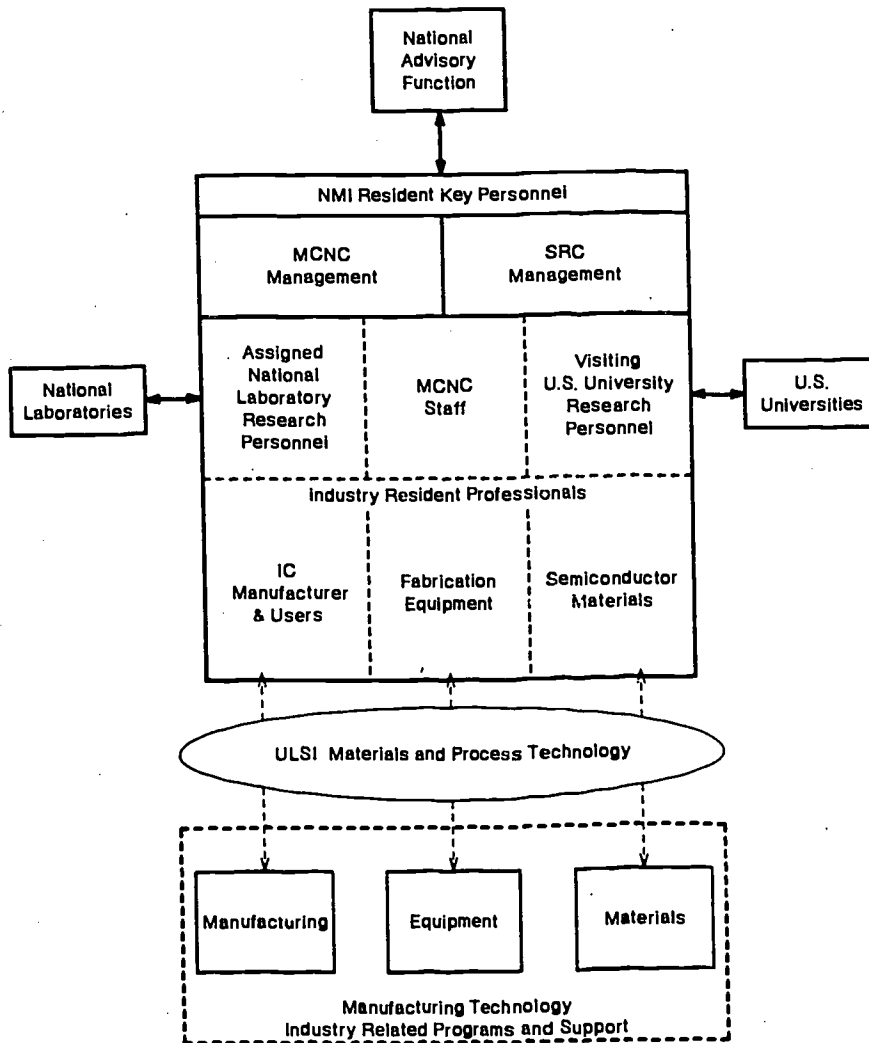 National
Advisory
Function
NMI Resident Key Personnel
MCNC
Management
SRC
Management
National
Laboratories
Assigned
National
Laboratory
Research
Personnel
MCNC
Staff
Visiting
U.S. University
Research
Personnel
U.S.
Universities
Industry Resident Professionals
IC
Manufacturer
& Users
Fabrication
Equipment
Semiconductor
Materials
ULSI Materials and Process Technology
Manufacturing
Equipment
Materials
Manufacturing Technology
Industry Related Programs and Support